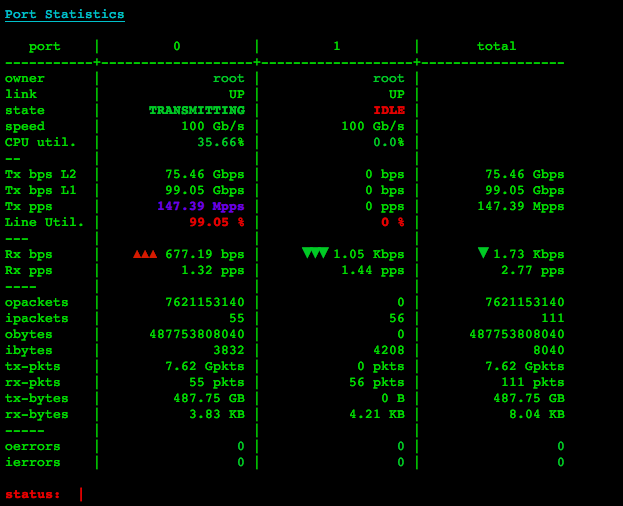 Port Statistics
port | 0 | 1 | total
-----------+-------------------+-------------------+------------------
owner | root | root |
link | UP | UP |
state | TRANSMITTING | IDLE |
speed | 100 Gb/s | 100 Gb/s |
CPU util. | 35.66% | 0.0% |
-- | | |
Tx bps L2 | 75.46 Gbps | 0 bps | 75.46 Gbps
Tx bps L1 | 99.05 Gbps | 0 bps | 99.05 Gbps
Tx pps | 147.39 Mpps | 0 pps | 147.39 Mpps
Line Util. | 99.05 % | 0 % |
--- | | |
Rx bps | ▲▲▲ 677.19 bps | ▼▼▼ 1.05 Kbps | ▼ 1.73 Kbps
Rx pps | 1.32 pps | 1.44 pps | 2.77 pps
---- | | |
opackets | 7621153140 | 0 | 7621153140
ipackets | 55 | 56 | 111
obytes | 487753808040 | 0 | 487753808040
ibytes | 3832 | 4208 | 8040
tx-pkts | 7.62 Gpkts | 0 pkts | 7.62 Gpkts
rx-pkts | 55 pkts | 56 pkts | 111 pkts
tx-bytes | 487.75 GB | 0 B | 487.75 GB
rx-bytes | 3.83 KB | 4.21 KB | 8.04 KB
----- | | |
oerrors | 0 | 0 | 0
ierrors | 0 | 0 | 0
status: |